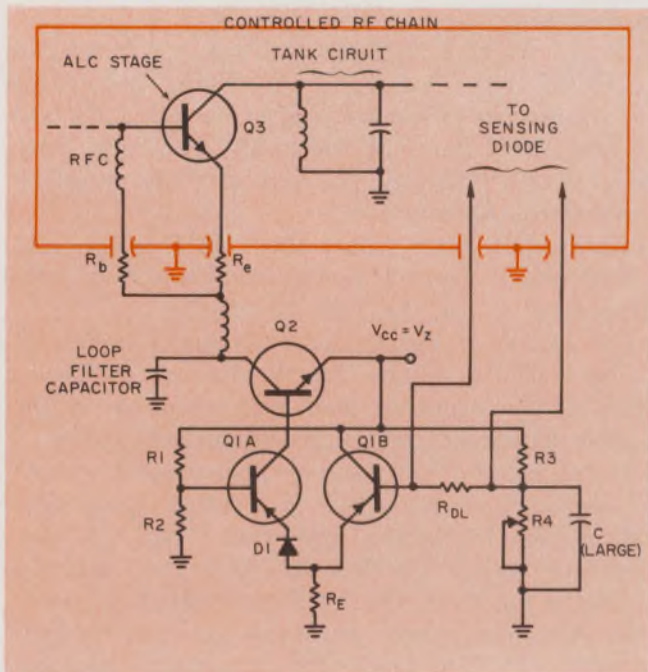 CONTROLLED RF CHAIN
ALC STAGE
TANK CIRUIT
Q3
TO
SENSING
DIODE
RFC
Rb
Re
Q2
VCC = VZ
LOOP
FILTER
CAPACITOR
Q1A
Q1B
R1
R3
R2
RDL
R4
C
(LARGE)
D1
RE